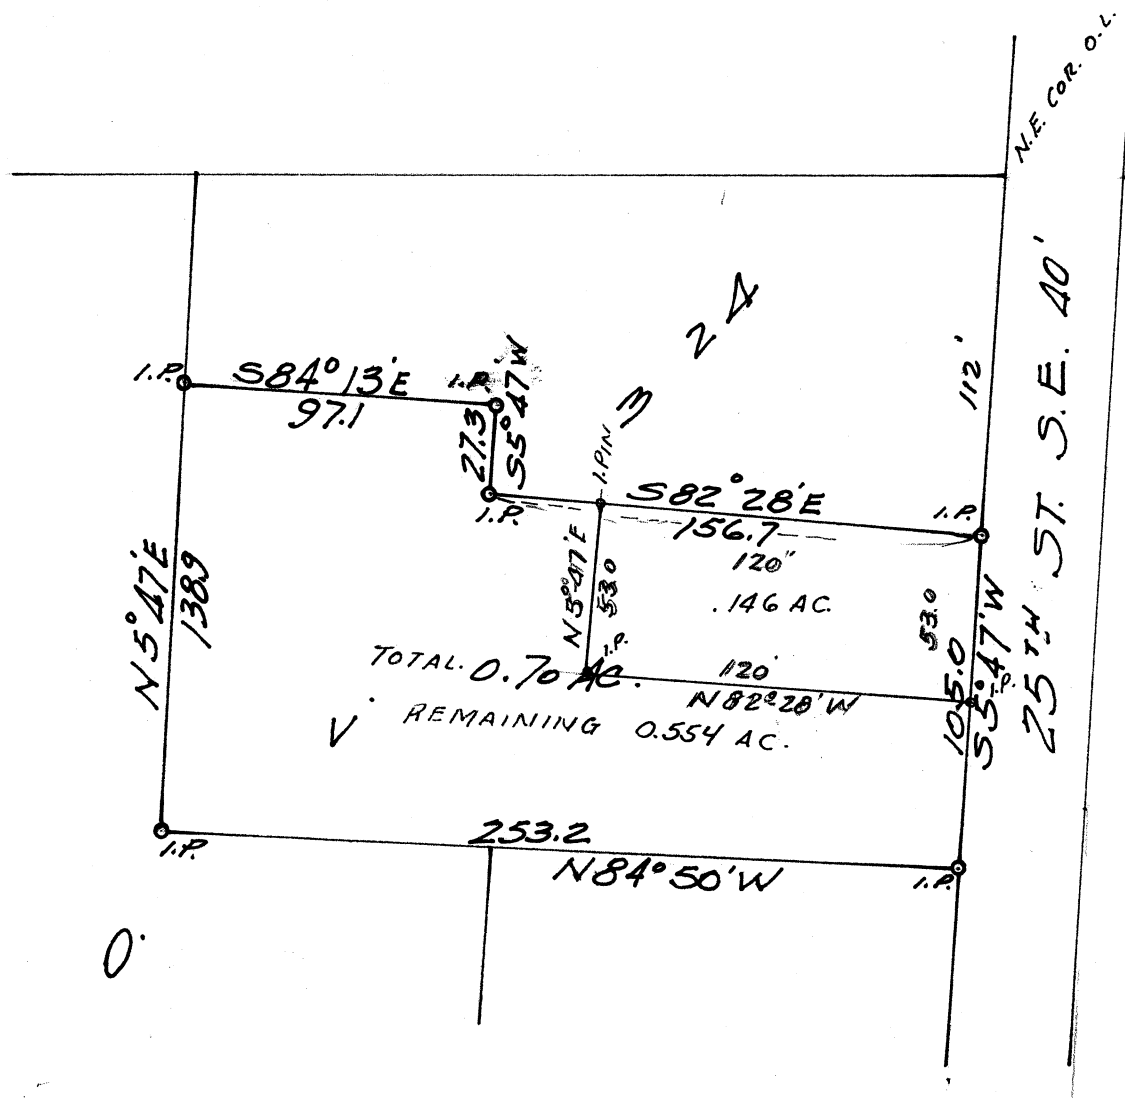 N.E. COR. O.L.
25TH ST. S.E. 40'
112'
I.P.
S84°13'E
97.1
I.P.
27.3
S5°47'W
I.P.
2 4
3
I.PIN
S82°28'E
156.7
I.P.
120'
.146 AC.
N5°47'E
53.0
I.P.
53.0
N5°47'E
138.9
TOTAL. 0.70 AC.
120'
N82°28'W
REMAINING 0.554 AC.
105.0
S5°47'W
I.P.
V
I.P.
253.2
N84°50'W
I.P.
O